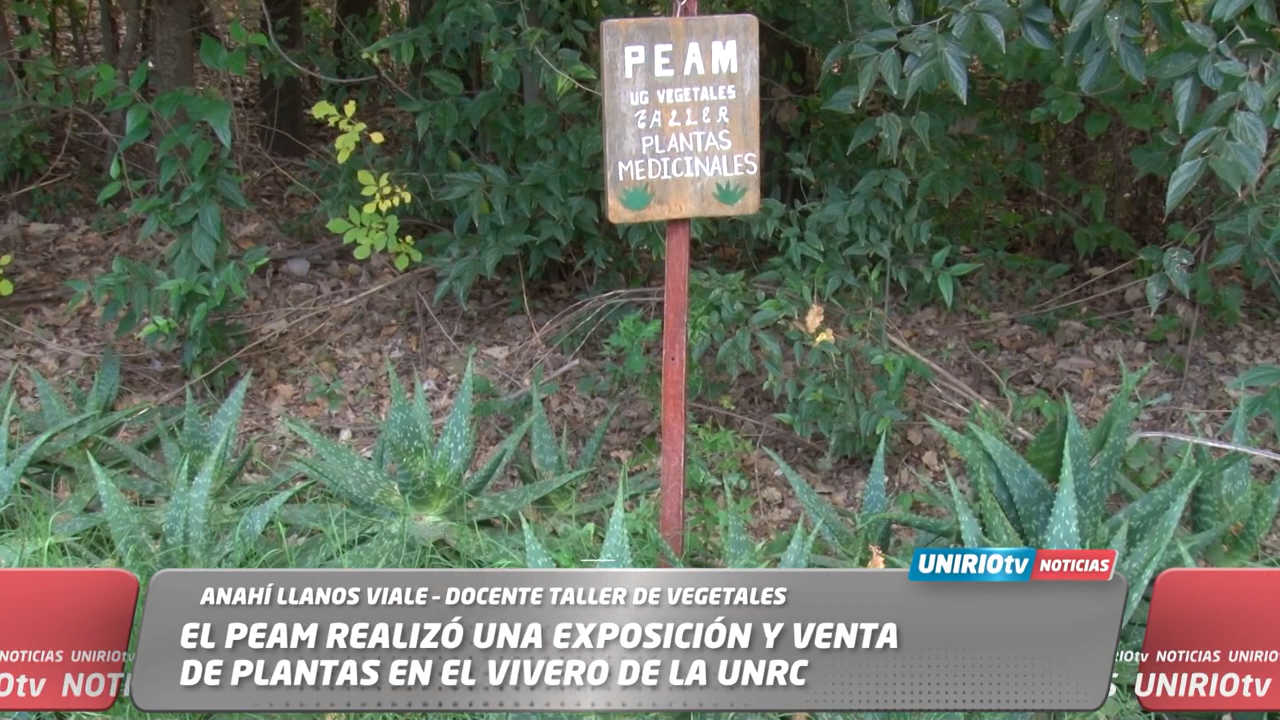 PEAM
UG VEGETALES
TALLER
PLANTAS
MEDICINALES
UNIRIOtv NOTICIAS
ANAHÍ LLANOS VIALE - DOCENTE TALLER DE VEGETALES
EL PEAM REALIZÓ UNA EXPOSICIÓN Y VENTA
DE PLANTAS EN EL VIVERO DE LA UNRC
NOTICIAS UNIRIOtv
NOTICIAS UNIRIO
UNIRIOtv